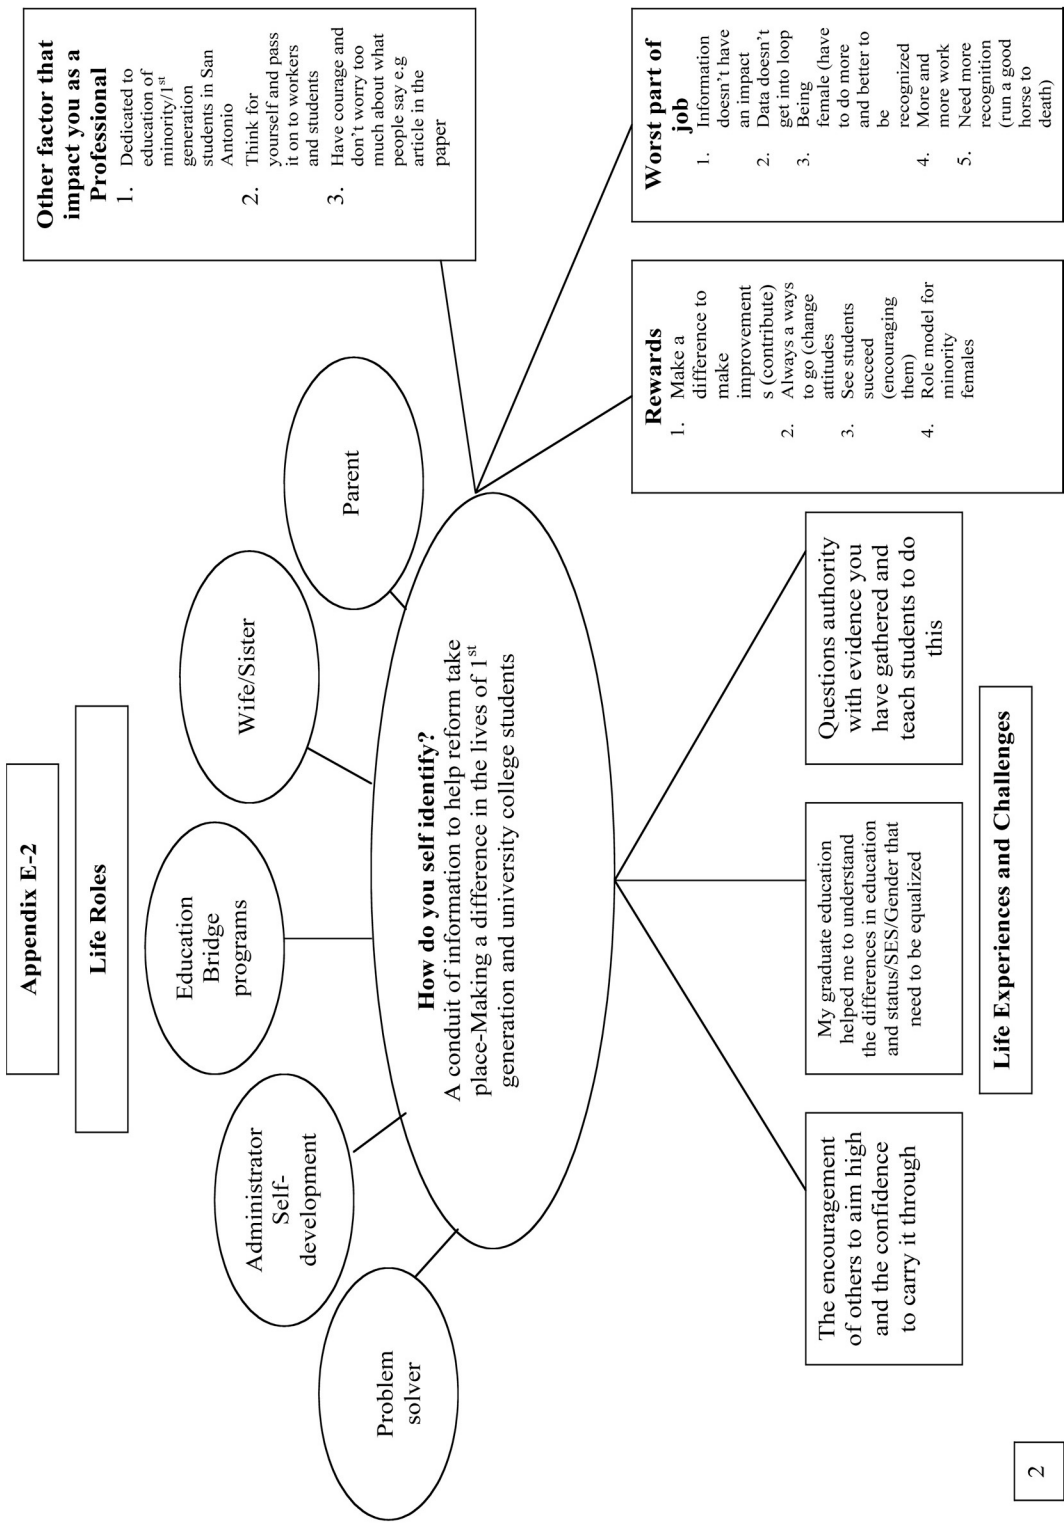 Appendix E-2
Life Roles
Problem
solver
Administrator
Self-
development
Education
Bridge
programs
Wife/Sister
Parent
Other factor that
impact you as a
Professional
1. Dedicated to
education of
minority/1st
generation
students in San
Antonio
2. Think for
yourself and pass
it on to workers
and students
3. Have courage and
don't worry too
much about what
people say e.g
article in the
paper
How do you self identify?
A conduit of information to help reform take
place-Making a difference in the lives of 1st
generation and university college students
Rewards
1. Make a
difference to
make
improvement
s (contribute)
2. Always a ways
to go (change
attitudes
3. See students
succeed
(encouraging
them)
4. Role model for
minority
females
Worst part of
job
1. Information
doesn't have
an impact
2. Data doesn't
get into loop
3. Being
female (have
to do more
and better to
be
recognized
4. More and
more work
5. Need more
recognition
(run a good
horse to
death)
The encouragement
of others to aim high
and the confidence
to carry it through
My graduate education
helped me to understand
the differences in education
and status/SES/Gender that
need to be equalized
Questions authority
with evidence you
have gathered and
teach students to do
this
Life Experiences and Challenges
2